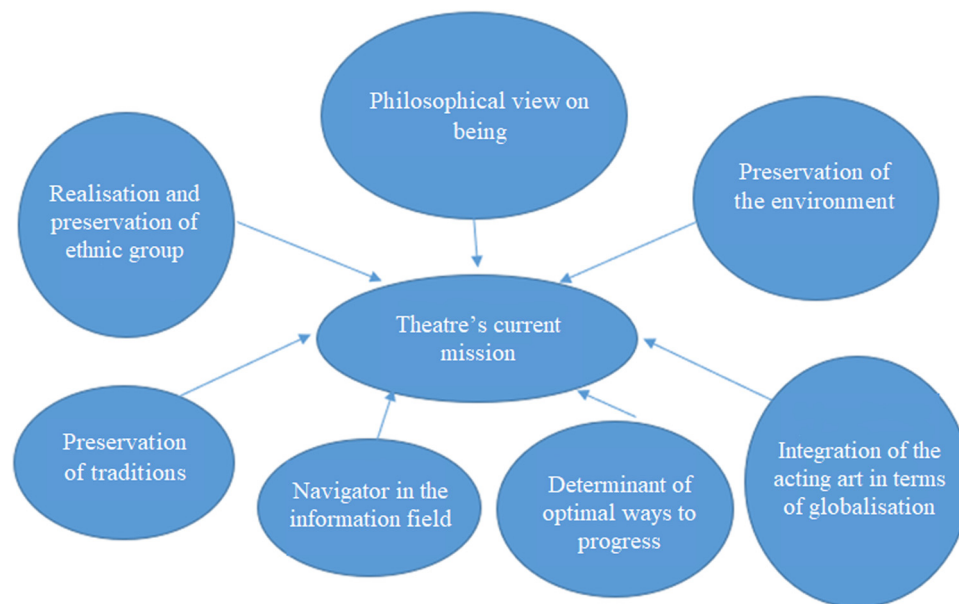 Philosophical view on
being
Realisation and
preservation of
ethnic group
Preservation of
the environment
Theatre’s current
mission
Preservation
of traditions
Navigator in the
information field
Determinant of
optimal ways to
progress
Integration of the
acting art in terms
of globalisation